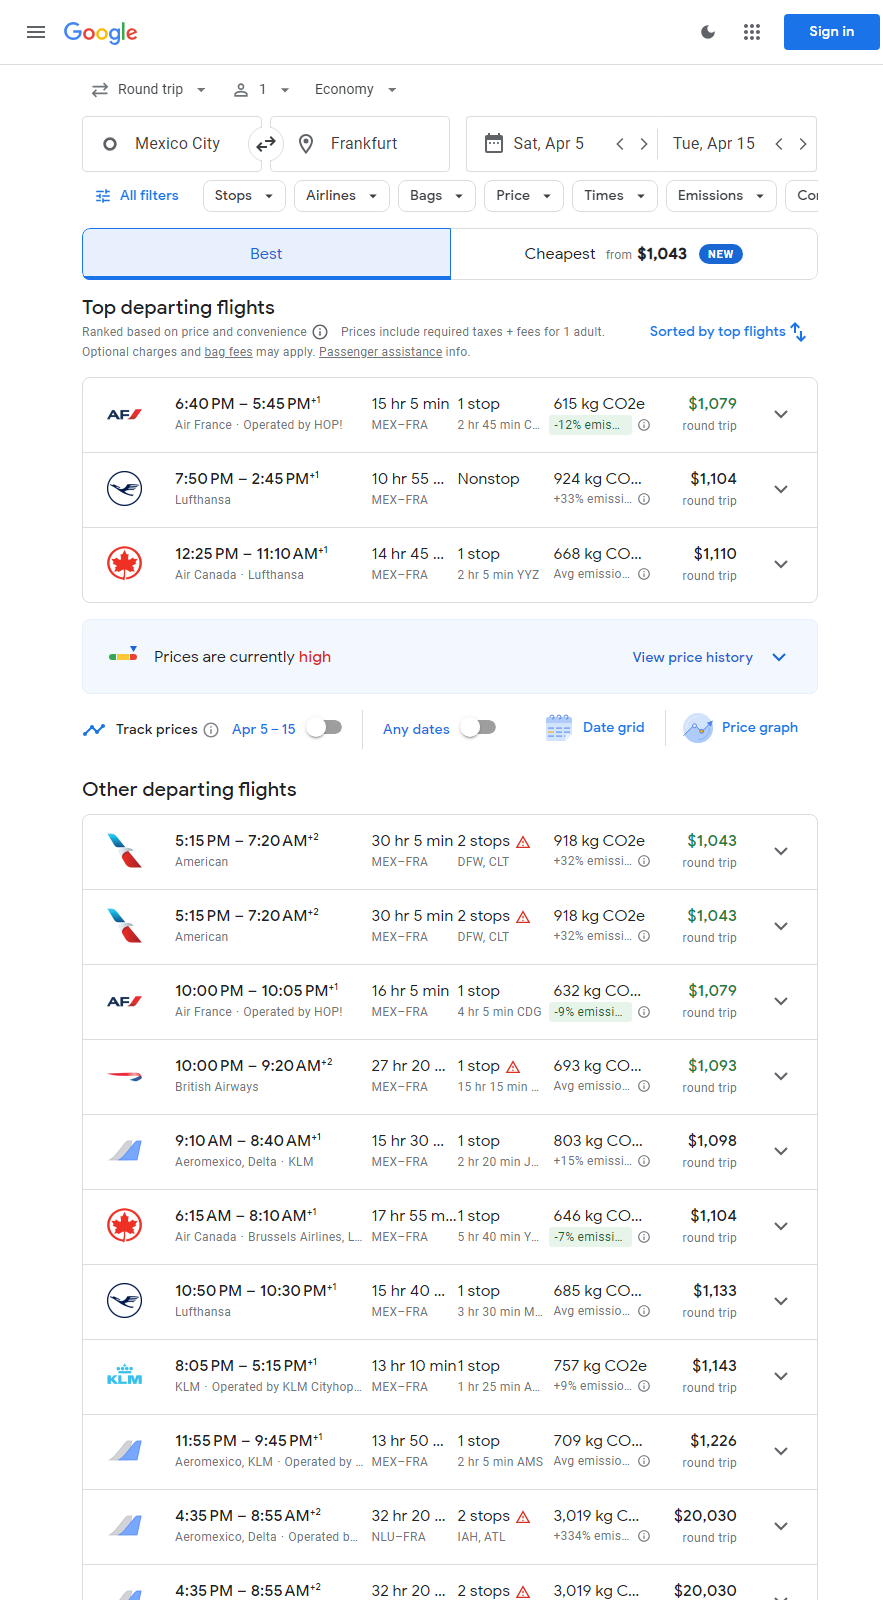 Google
Sign in
Round trip
1
Economy
Mexico City
Frankfurt
Sat, Apr 5
Tue, Apr 15
All filters
Stops
Airlines
Bags
Price
Times
Emissions
Cor
Best
Cheapest from $1,043 NEW
Top departing flights
Ranked based on price and convenience Prices include required taxes + fees for 1 adult.
Optional charges and bag fees may apply. Passenger assistance info.
Sorted by top flights
AF
6:40 PM – 5:45 PM+1 15 hr 5 min 1 stop 615 kg CO2e $1,079
Air France · Operated by HOP! MEX–FRA 2 hr 45 min C... -12% emis... round trip
7:50 PM – 2:45 PM+1 10 hr 55 ... Nonstop 924 kg CO... $1,104
Lufthansa MEX–FRA +33% emissi... round trip
12:25 PM – 11:10 AM+1 14 hr 45 ... 1 stop 668 kg CO... $1,110
Air Canada · Lufthansa MEX–FRA 2 hr 5 min YYZ Avg emissio... round trip
Prices are currently high
View price history
Track prices
Apr 5 – 15
Any dates
Date grid
Price graph
Other departing flights
5:15 PM – 7:20 AM+2 30 hr 5 min 2 stops 918 kg CO2e $1,043
American MEX–FRA DFW, CLT +32% emissi... round trip
5:15 PM – 7:20 AM+2 30 hr 5 min 2 stops 918 kg CO2e $1,043
American MEX–FRA DFW, CLT +32% emissi... round trip
AF
10:00 PM – 10:05 PM+1 16 hr 5 min 1 stop 632 kg CO... $1,079
Air France · Operated by HOP! MEX–FRA 4 hr 5 min CDG -9% emissi... round trip
10:00 PM – 9:20 AM+2 27 hr 20 ... 1 stop 693 kg CO... $1,093
British Airways MEX–FRA 15 hr 15 min ... Avg emissio... round trip
9:10 AM – 8:40 AM+1 15 hr 30 ... 1 stop 803 kg CO... $1,098
Aeromexico, Delta · KLM MEX–FRA 2 hr 20 min J... +15% emissi... round trip
6:15 AM – 8:10 AM+1 17 hr 55 m... 1 stop 646 kg CO... $1,104
Air Canada · Brussels Airlines, L... MEX–FRA 5 hr 40 min Y... -7% emissi... round trip
10:50 PM – 10:30 PM+1 15 hr 40 ... 1 stop 685 kg CO... $1,133
Lufthansa MEX–FRA 3 hr 30 min M... Avg emissio... round trip
KLM
8:05 PM – 5:15 PM+1 13 hr 10 min 1 stop 757 kg CO2e $1,143
KLM · Operated by KLM Cityhop... MEX–FRA 1 hr 25 min A... +9% emissio... round trip
11:55 PM – 9:45 PM+1 13 hr 50 ... 1 stop 709 kg CO... $1,226
Aeromexico, KLM · Operated by ... MEX–FRA 2 hr 5 min AMS Avg emissio... round trip
4:35 PM – 8:55 AM+2 32 hr 20 ... 2 stops 3,019 kg C... $20,030
Aeromexico, Delta · Operated b... NLU–FRA IAH, ATL +334% emis... round trip
4:35 PM – 8:55 AM+2 32 hr 20 ... 2 stops 3,019 kg C... $20,030